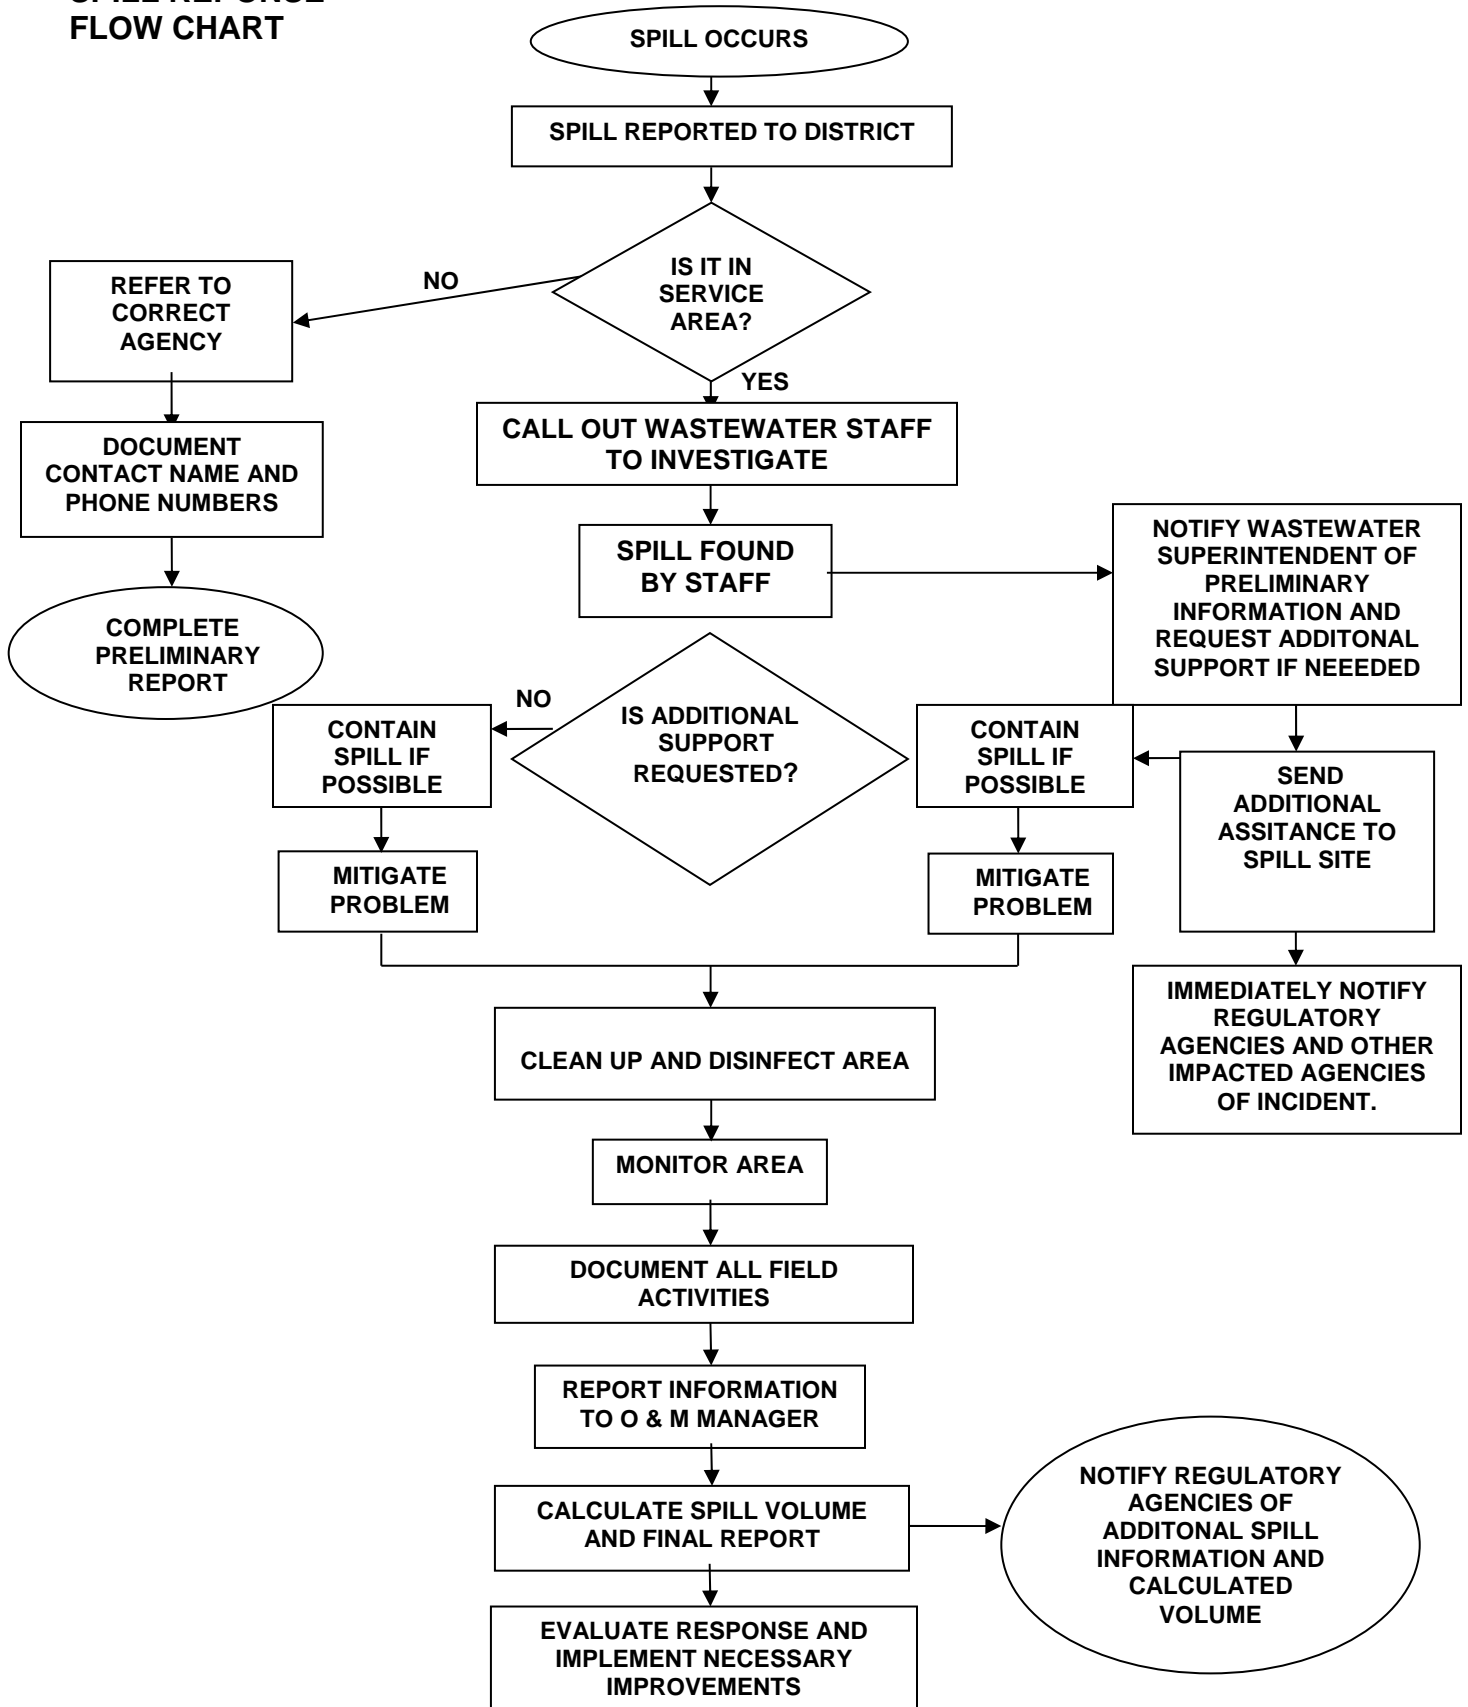 FLOW CHART
SPILL OCCURS
SPILL REPORTED TO DISTRICT
IS IT IN
SERVICE
AREA?
NO
REFER TO
CORRECT
AGENCY
YES
DOCUMENT
CONTACT NAME AND
PHONE NUMBERS
COMPLETE
PRELIMINARY
REPORT
CALL OUT WASTEWATER STAFF
TO INVESTIGATE
SPILL FOUND
BY STAFF
NOTIFY WASTEWATER
SUPERINTENDENT OF
PRELIMINARY
INFORMATION AND
REQUEST ADDITONAL
SUPPORT IF NEEEDED
IS ADDITIONAL
SUPPORT
REQUESTED?
NO
CONTAIN
SPILL IF
POSSIBLE
MITIGATE
PROBLEM
CONTAIN
SPILL IF
POSSIBLE
MITIGATE
PROBLEM
SEND
ADDITIONAL
ASSITANCE TO
SPILL SITE
IMMEDIATELY NOTIFY
REGULATORY
AGENCIES AND OTHER
IMPACTED AGENCIES
OF INCIDENT.
CLEAN UP AND DISINFECT AREA
MONITOR AREA
DOCUMENT ALL FIELD
ACTIVITIES
REPORT INFORMATION
TO O & M MANAGER
CALCULATE SPILL VOLUME
AND FINAL REPORT
NOTIFY REGULATORY
AGENCIES OF
ADDITONAL SPILL
INFORMATION AND
CALCULATED
VOLUME
EVALUATE RESPONSE AND
IMPLEMENT NECESSARY
IMPROVEMENTS